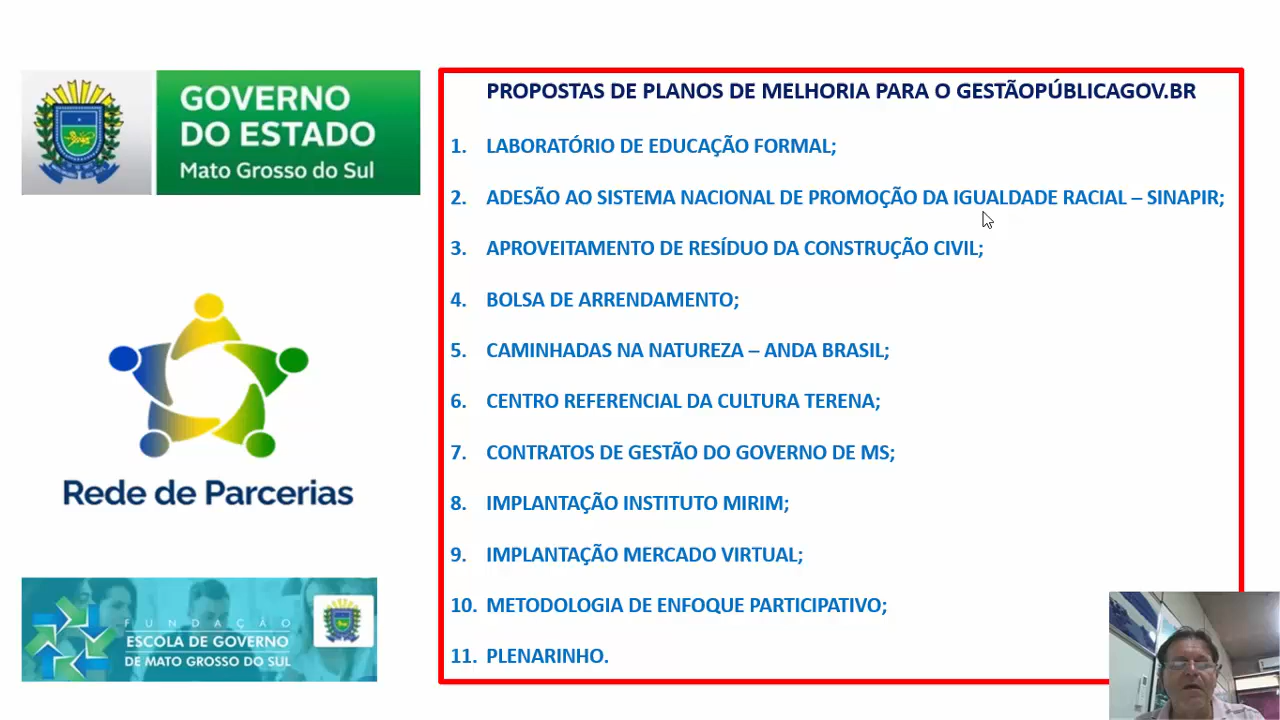 GOVERNO
DO ESTADO
Mato Grosso do Sul
Rede de Parcerias
FUNDAÇÃO
ESCOLA DE GOVERNO
DE MATO GROSSO DO SUL
PROPOSTAS DE PLANOS DE MELHORIA PARA O GESTÃOPÚBLICAGOV.BR
1. LABORATÓRIO DE EDUCAÇÃO FORMAL;
2. ADESÃO AO SISTEMA NACIONAL DE PROMOÇÃO DA IGUALDADE RACIAL – SINAPIR;
3. APROVEITAMENTO DE RESÍDUO DA CONSTRUÇÃO CIVIL;
4. BOLSA DE ARRENDAMENTO;
5. CAMINHADAS NA NATUREZA – ANDA BRASIL;
6. CENTRO REFERENCIAL DA CULTURA TERENA;
7. CONTRATOS DE GESTÃO DO GOVERNO DE MS;
8. IMPLANTAÇÃO INSTITUTO MIRIM;
9. IMPLANTAÇÃO MERCADO VIRTUAL;
10. METODOLOGIA DE ENFOQUE PARTICIPATIVO;
11. PLENARINHO.